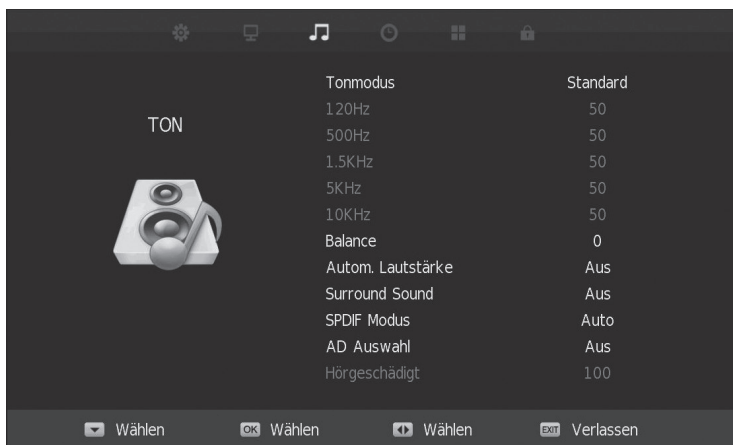 TON
Tonmodus Standard
120Hz 50
500Hz 50
1.5KHz 50
5KHz 50
10KHz 50
Balance 0
Autom. Lautstärke Aus
Surround Sound Aus
SPDIF Modus Auto
AD Auswahl Aus
Hörgeschädigt 100
Wählen OK Wählen Wählen EXIT Verlassen